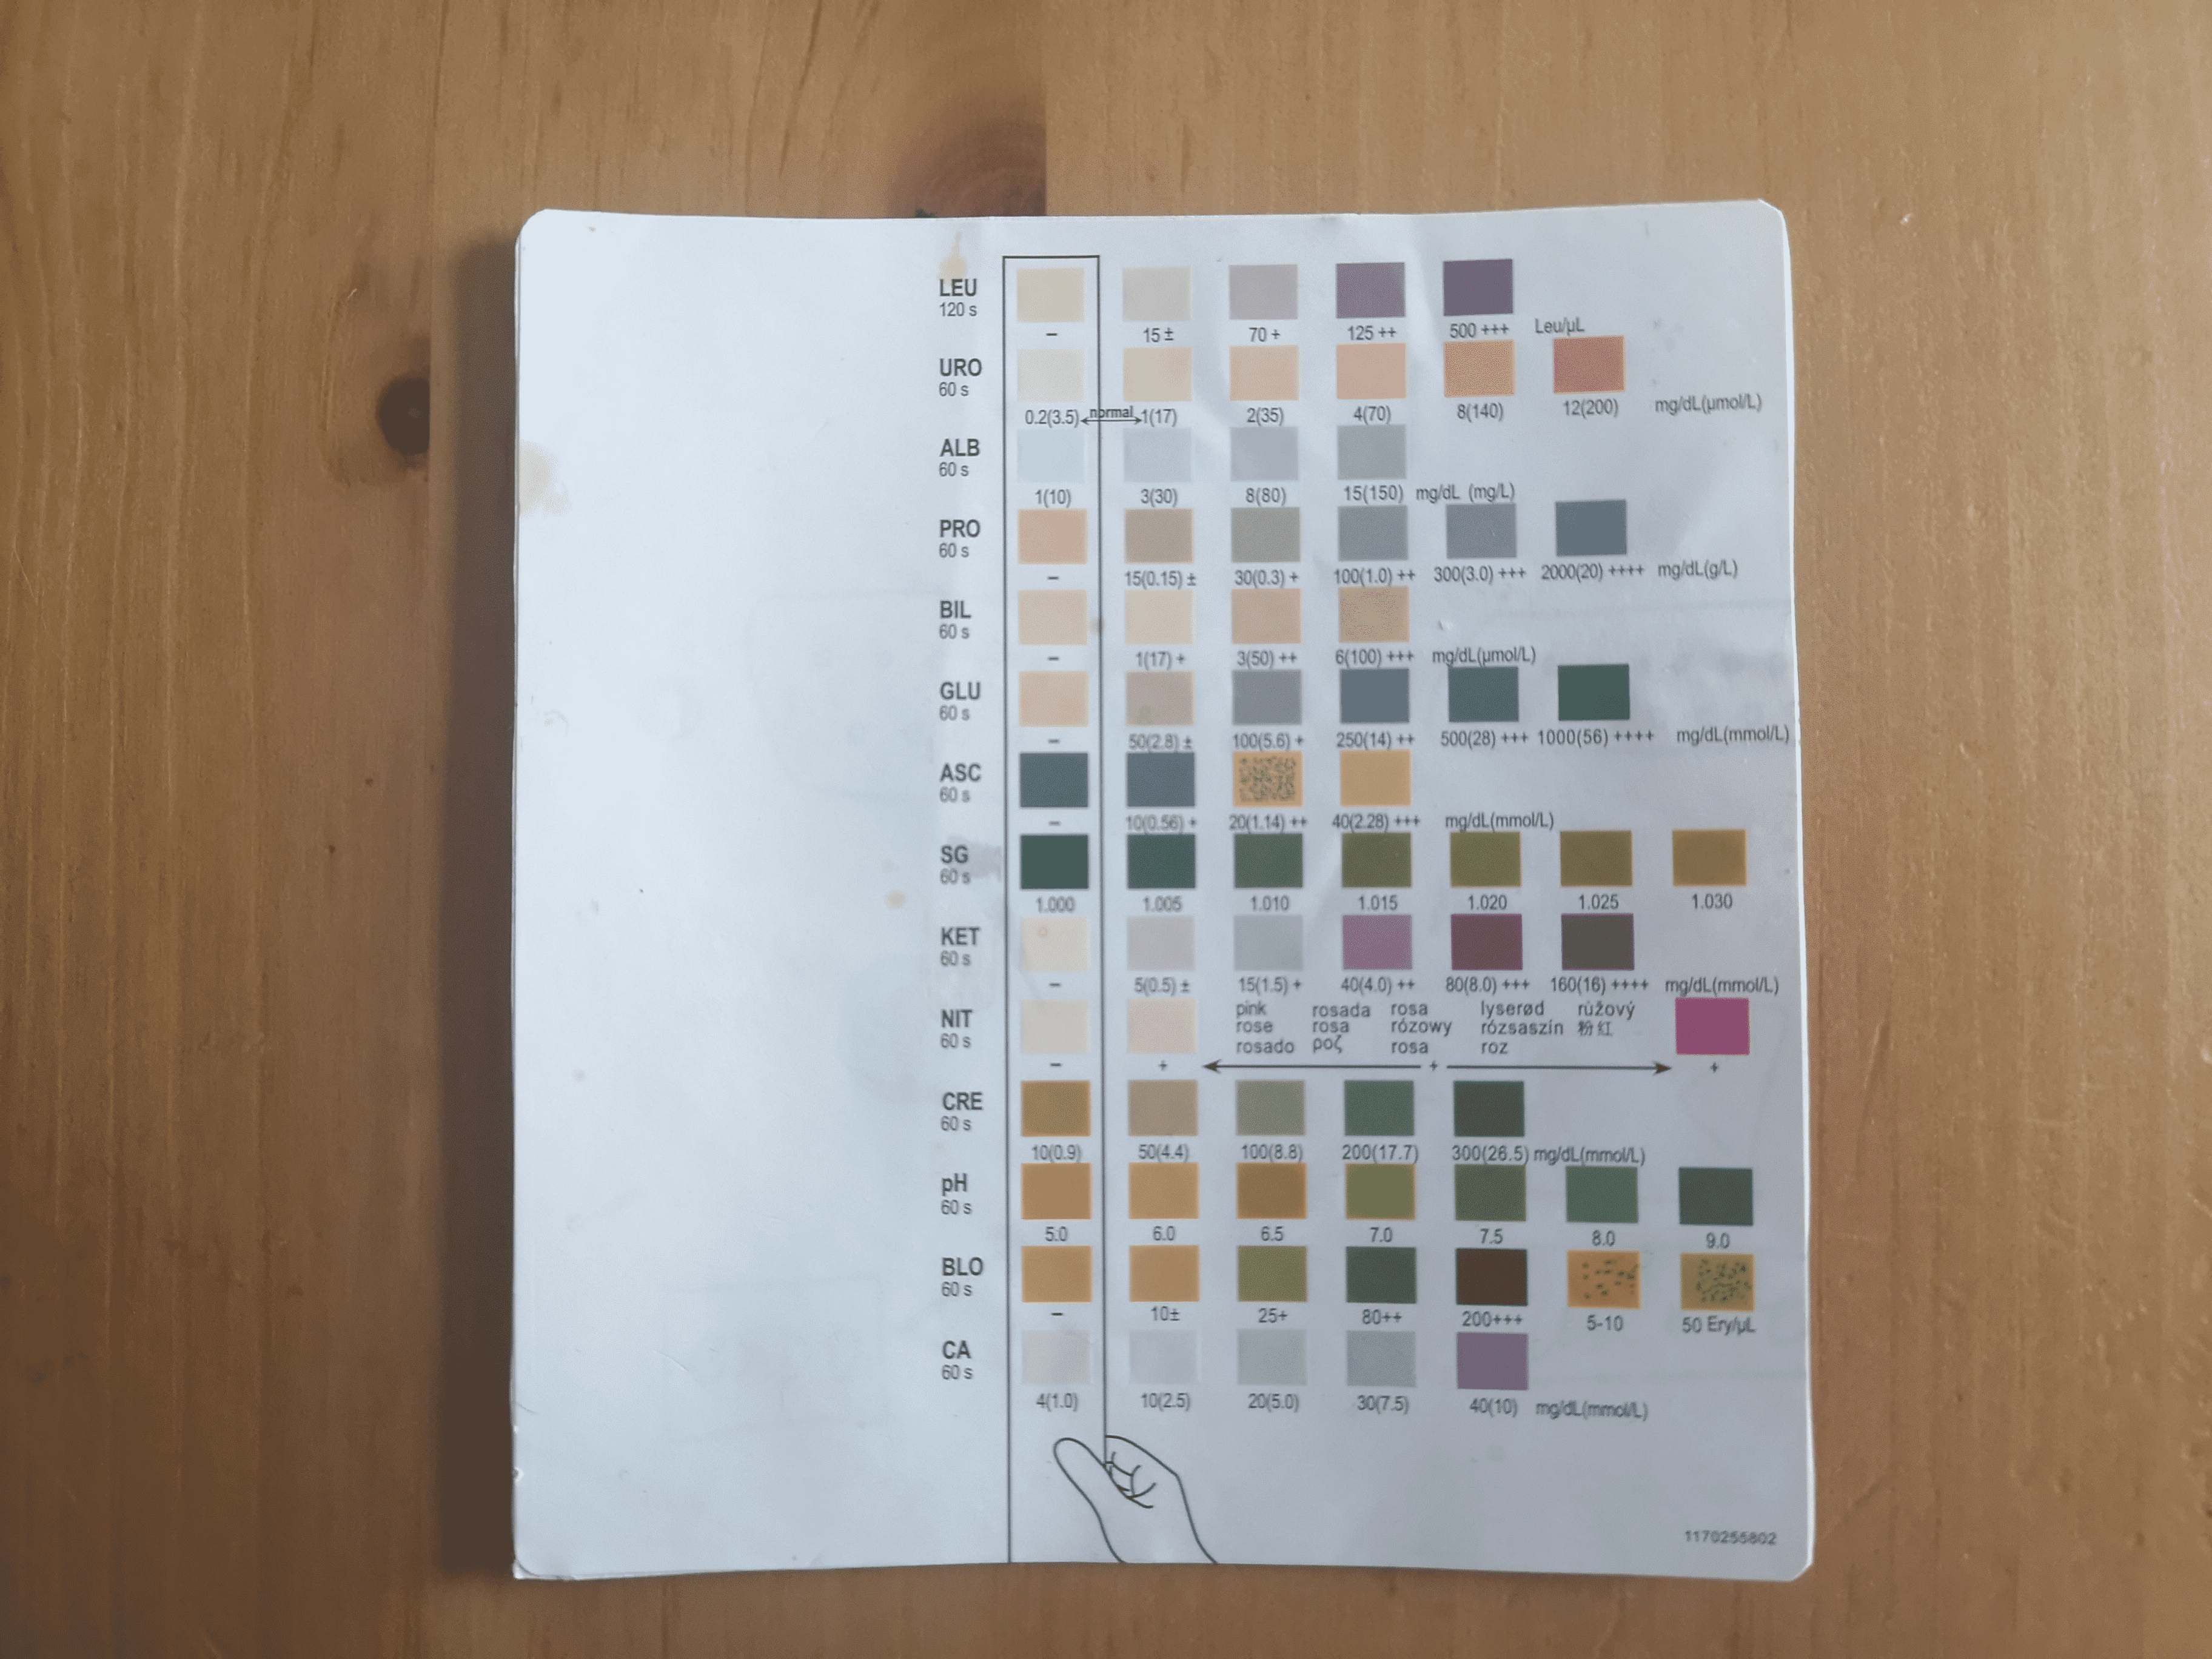 LEU
120 s
– 15 ± 70 + 125 ++ 500 +++ Leu/µL
URO
60 s
0.2(3.5) normal 1(17) 2(35) 4(70) 8(140) 12(200) mg/dL(µmol/L)
ALB
60 s
1(10) 3(30) 8(80) 15(150) mg/dL (mg/L)
PRO
60 s
– 15(0.15) ± 30(0.3) + 100(1.0) ++ 300(3.0) +++ 2000(20) ++++ mg/dL(g/L)
BIL
60 s
– 1(17) + 3(50) ++ 6(100) +++ mg/dL(µmol/L)
GLU
60 s
– 50(2.8) ± 100(5.6) + 250(14) ++ 500(28) +++ 1000(56) ++++ mg/dL(mmol/L)
ASC
60 s
– 10(0.56) + 20(1.14) ++ 40(2.28) +++ mg/dL(mmol/L)
SG
60 s
1.000 1.005 1.010 1.015 1.020 1.025 1.030
KET
60 s
– 5(0.5) ± 15(1.5) + 40(4.0) ++ 80(8.0) +++ 160(16) ++++ mg/dL(mmol/L)
NIT
60 s
pink rosada rosa lyserød růžový
rose rosa rózowy rózsaszín 粉红
rosado ροζ rosa roz
– + + +
CRE
60 s
10(0.9) 50(4.4) 100(8.8) 200(17.7) 300(26.5) mg/dL(mmol/L)
pH
60 s
5.0 6.0 6.5 7.0 7.5 8.0 9.0
BLO
60 s
– 10± 25+ 80++ 200+++ 5-10 50 Ery/µL
CA
60 s
4(1.0) 10(2.5) 20(5.0) 30(7.5) 40(10) mg/dL(mmol/L)
1170255802